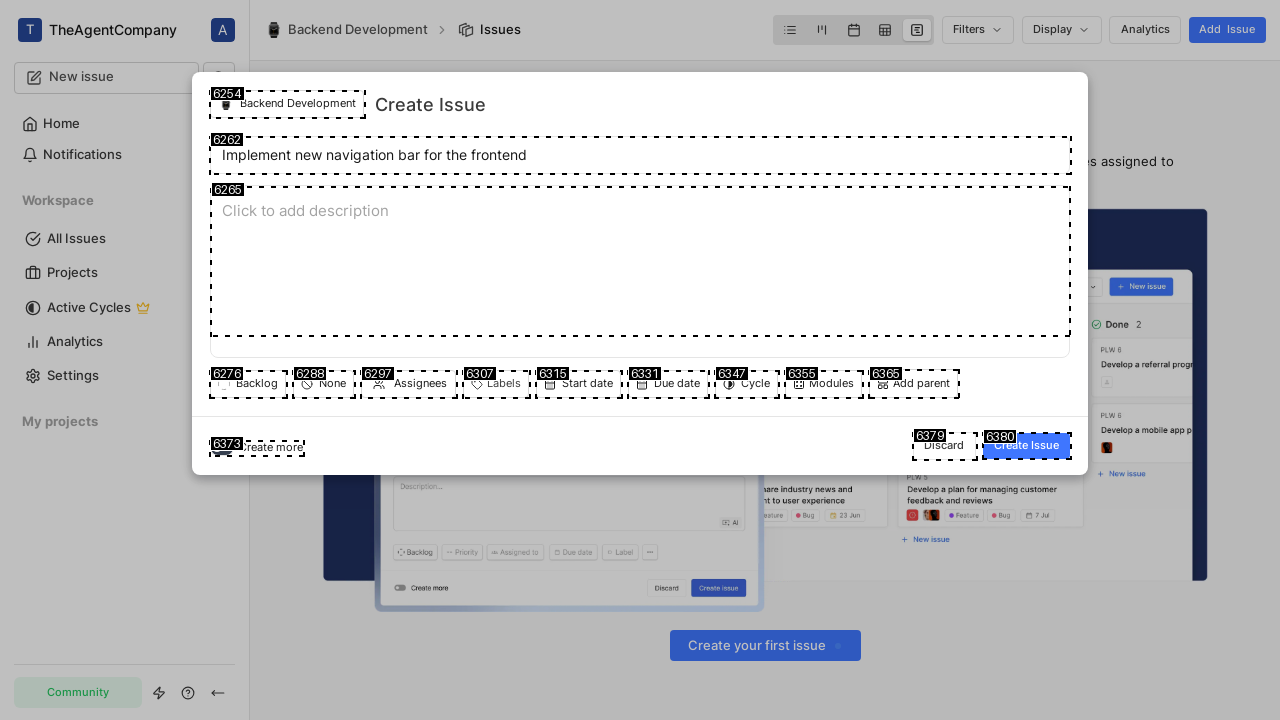 T TheAgentCompany A
Backend Development > Issues
Filters
Display
Analytics
Add Issue
New issue
Home
Notifications
Workspace
All Issues
Projects
Active Cycles
Analytics
Settings
My projects
Community
6254
Backend Development
Create Issue
6262
Implement new navigation bar for the frontend
6265
Click to add description
6276 Backlog
6288 None
6297 Assignees
6307 Labels
6315 Start date
6331 Due date
6347 Cycle
6355 Modules
6365 Add parent
6373 Create more
6379 Discard
6380 Create Issue
s assigned to
New issue
Done 2
PLW 6
Develop a referral progr
A
PLW 6
Develop a mobile app p
+ New issue
Description...
AI
Backlog
Priority
Assigned to
Due date
Label
Create more
Discard
Create issue
hare industry news and
nt to user experience
Feature
Bug
23 Jun
PLW 5
Develop a plan for managing customer
feedback and reviews
Feature
Bug
7 Jul
+ New issue
Create your first issue